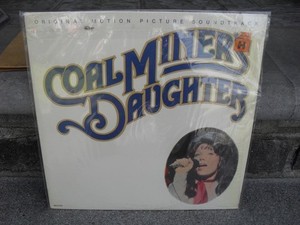 ORIGINAL MOTION PICTURE SOUNDTRACK
COAL MINER'S
DAUGHTER